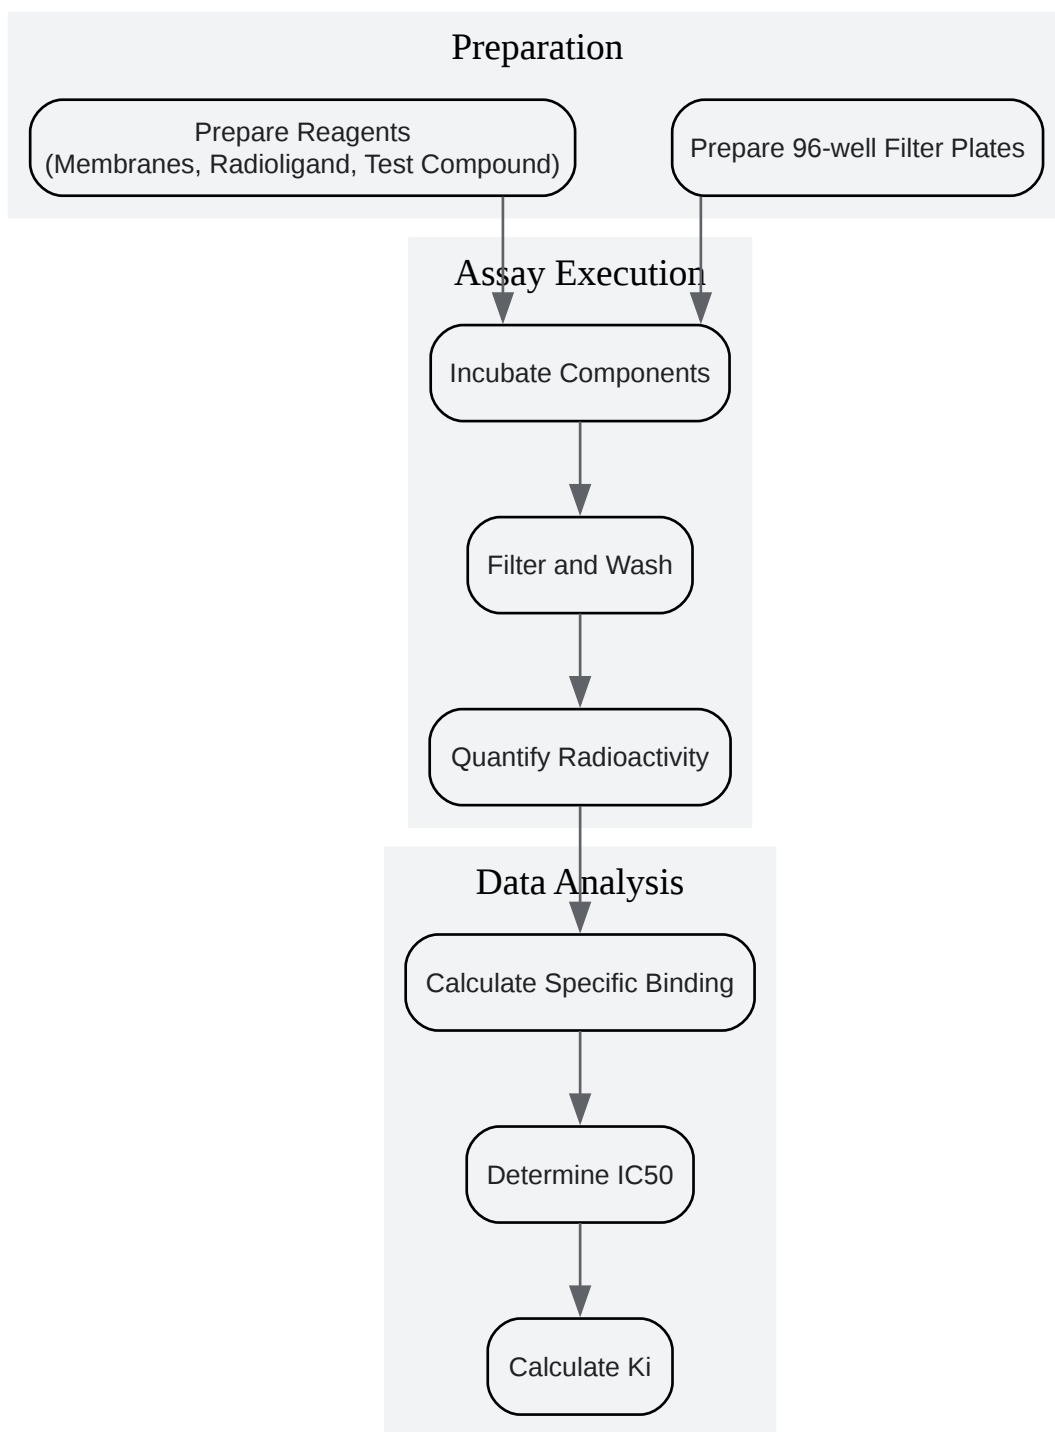 Preparation
Prepare Reagents
(Membranes, Radioligand, Test Compound)
Prepare 96-well Filter Plates
Assay Execution
Incubate Components
Filter and Wash
Quantify Radioactivity
Data Analysis
Calculate Specific Binding
Determine IC50
Calculate Ki